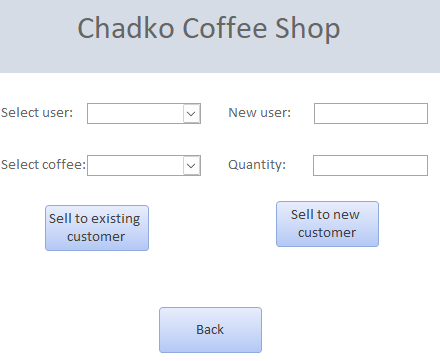 Chadko Coffee Shop
Select user:
New user:
Select coffee:
Quantity:
Sell to existing
customer
Sell to new
customer
Back